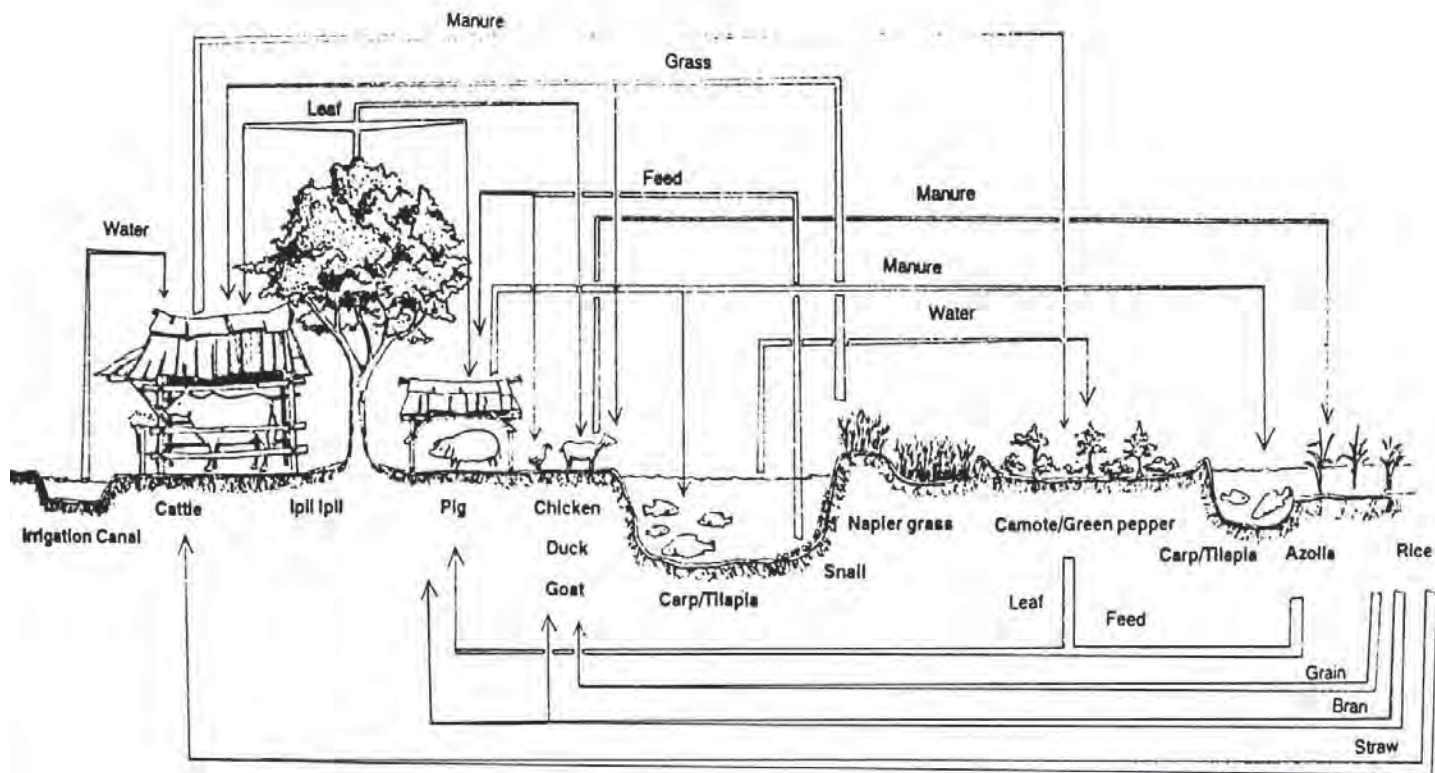 Manure
Grass
Leaf
Feed
Manure
Water
Manure
Water
Cattle
Ipil Ipil
Pig
Chicken
Napier grass
Camote/Green pepper
Irrigation Canal
Duck
Snail
Carp/Tilapia
Azolla
Rice
Goat
Carp/Tilapia
Leaf
Feed
Grain
Bran
Straw